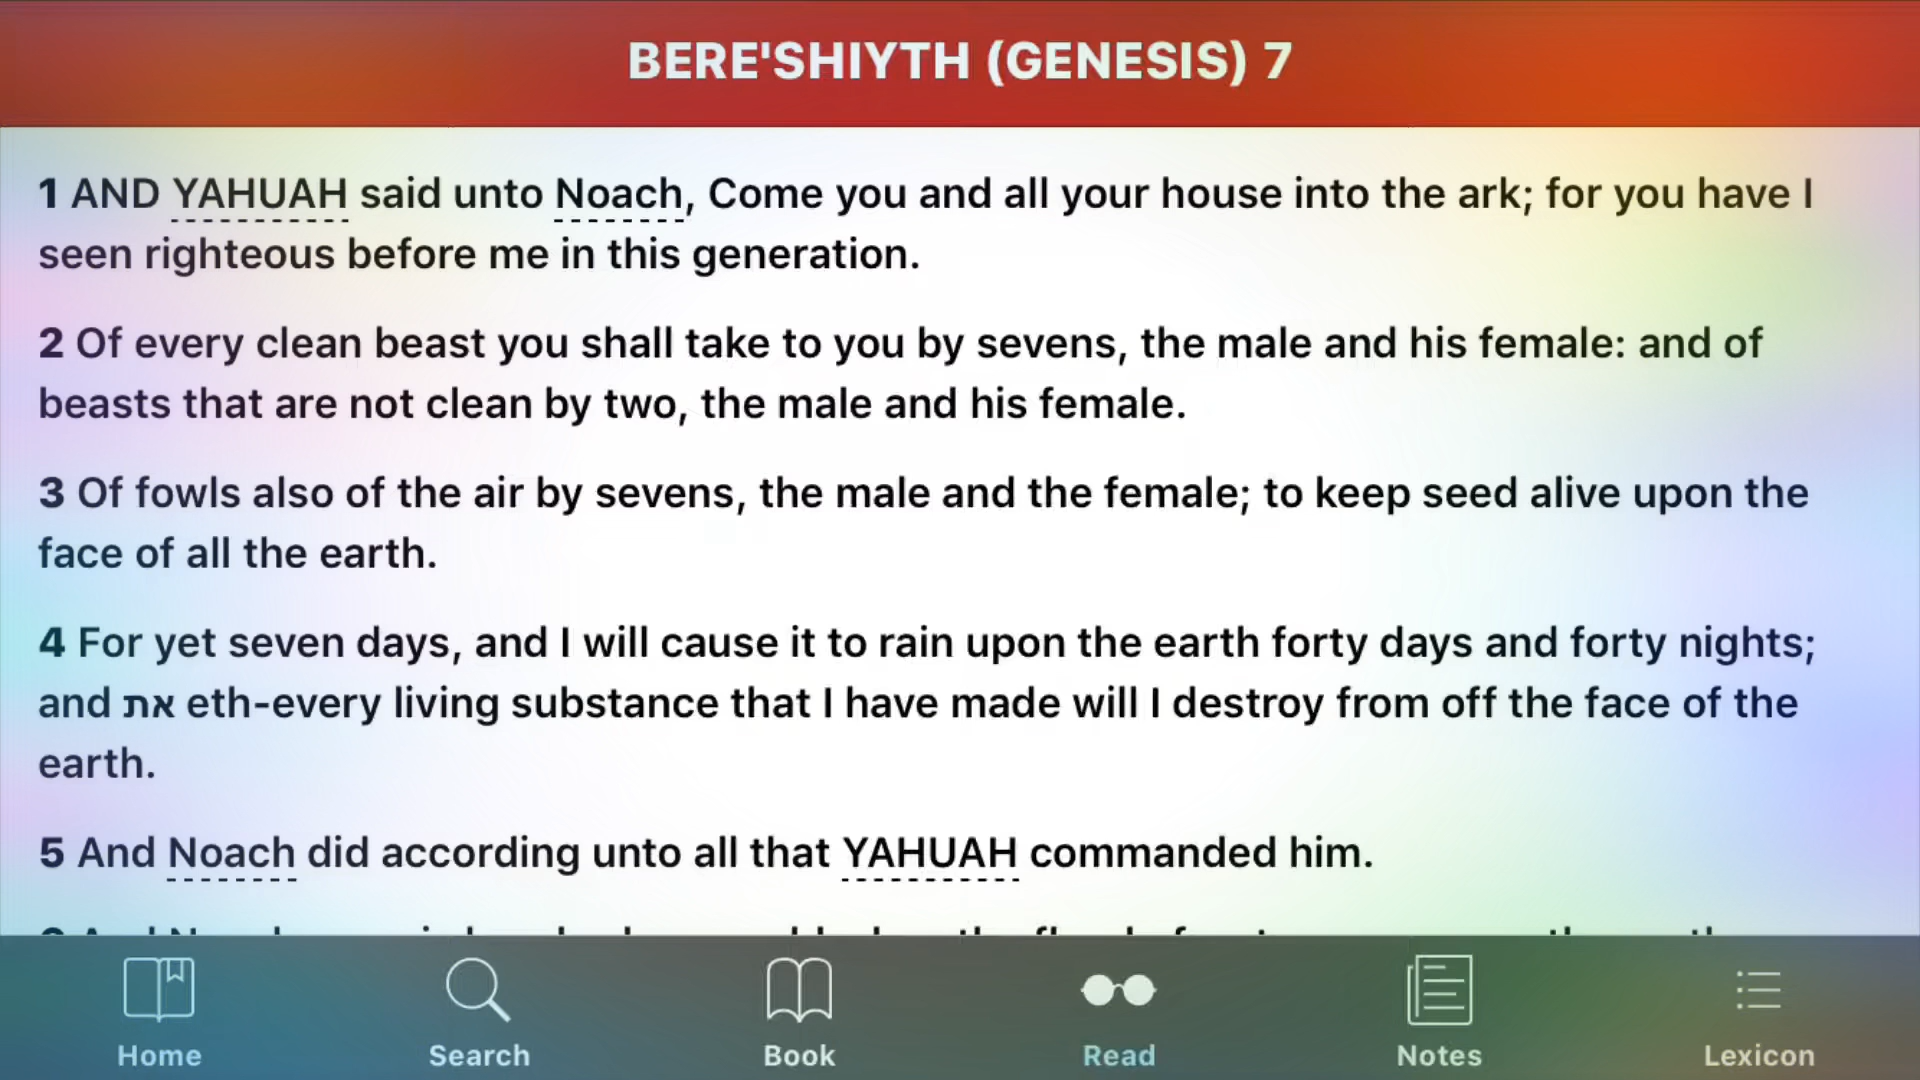 BERE'SHIYTH (GENESIS) 7
1 AND YAHUAH said unto Noach, Come you and all your house into the ark; for you have I
seen righteous before me in this generation.
2 Of every clean beast you shall take to you by sevens, the male and his female: and of
beasts that are not clean by two, the male and his female.
3 Of fowls also of the air by sevens, the male and the female; to keep seed alive upon the
face of all the earth.
4 For yet seven days, and I will cause it to rain upon the earth forty days and forty nights;
and את eth-every living substance that I have made will I destroy from off the face of the
earth.
5 And Noach did according unto all that YAHUAH commanded him.
Home
Search
Book
Read
Notes
Lexicon